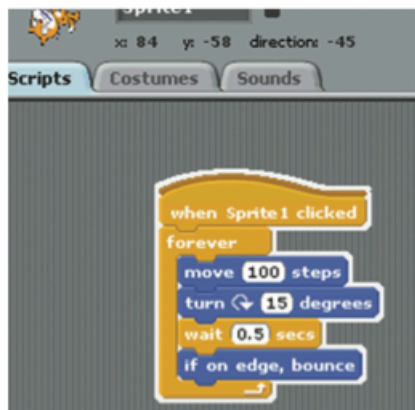 Sprite1
x: 84 y: -58 direction: -45
Scripts Costumes Sounds
when Sprite1 clicked
forever
move 100 steps
turn 15 degrees
wait 0.5 secs
if on edge, bounce